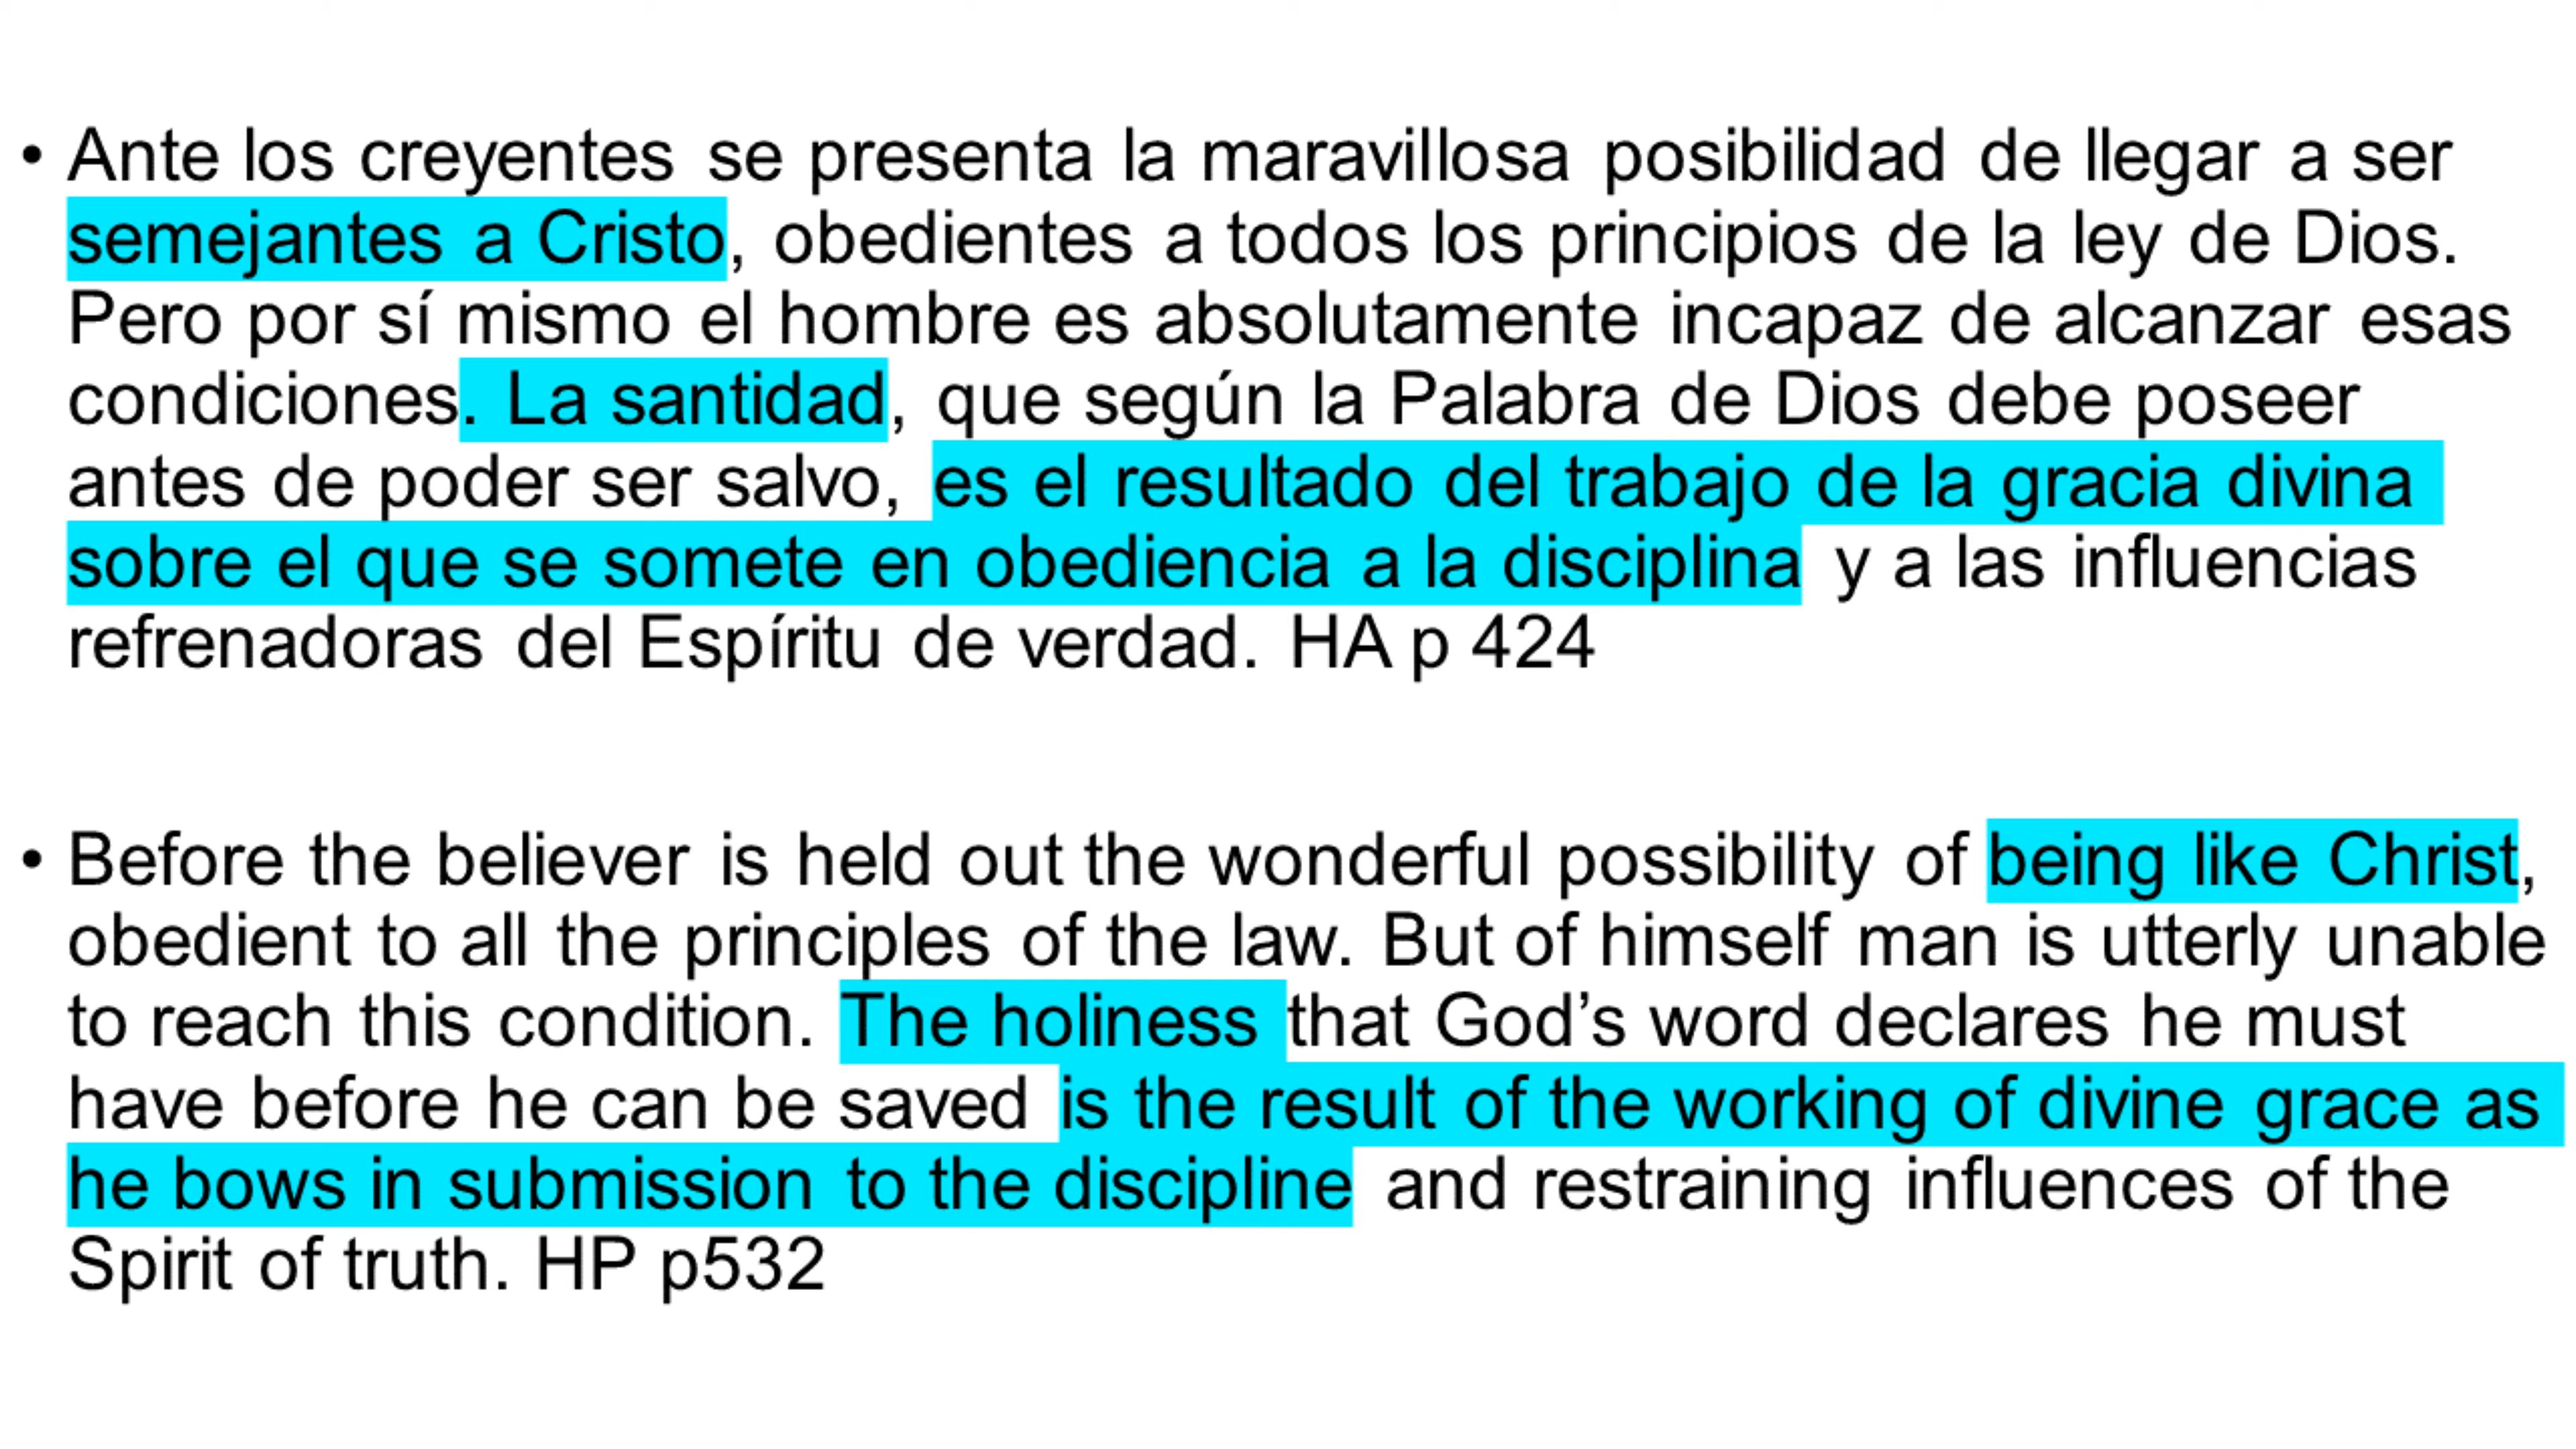 • Ante los creyentes se presenta la maravillosa posibilidad de llegar a ser
semejantes a Cristo, obedientes a todos los principios de la ley de Dios.
Pero por sí mismo el hombre es absolutamente incapaz de alcanzar esas
condiciones. La santidad, que según la Palabra de Dios debe poseer
antes de poder ser salvo, es el resultado del trabajo de la gracia divina
sobre el que se somete en obediencia a la disciplina y a las influencias
refrenadoras del Espíritu de verdad. HA p 424
• Before the believer is held out the wonderful possibility of being like Christ,
obedient to all the principles of the law. But of himself man is utterly unable
to reach this condition. The holiness that God’s word declares he must
have before he can be saved is the result of the working of divine grace as
he bows in submission to the discipline and restraining influences of the
Spirit of truth. HP p532